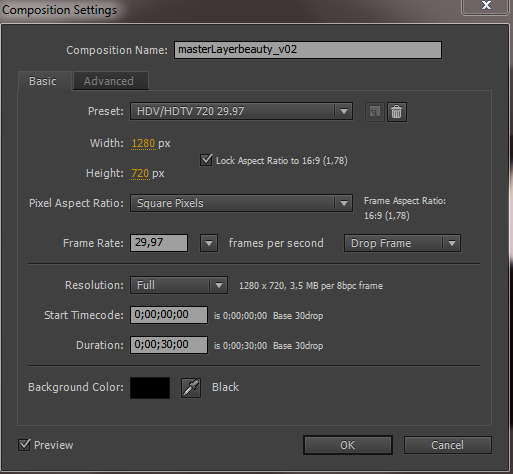 Composition Settings
X
Composition Name: masterLayerbeauty_v02
Basic Advanced
Preset: HDV/HDTV 720 29.97
Width: 1280 px
Lock Aspect Ratio to 16:9 (1,78)
Height: 720 px
Pixel Aspect Ratio: Square Pixels
Frame Aspect Ratio:
16:9 (1,78)
Frame Rate: 29,97 frames per second Drop Frame
Resolution: Full 1280 x 720, 3,5 MB per 8bpc frame
Start Timecode: 0;00;00;00 is 0;00;00;00 Base 30drop
Duration: 0;00;30;00 is 0;00;30;00 Base 30drop
Background Color: Black
Preview OK Cancel